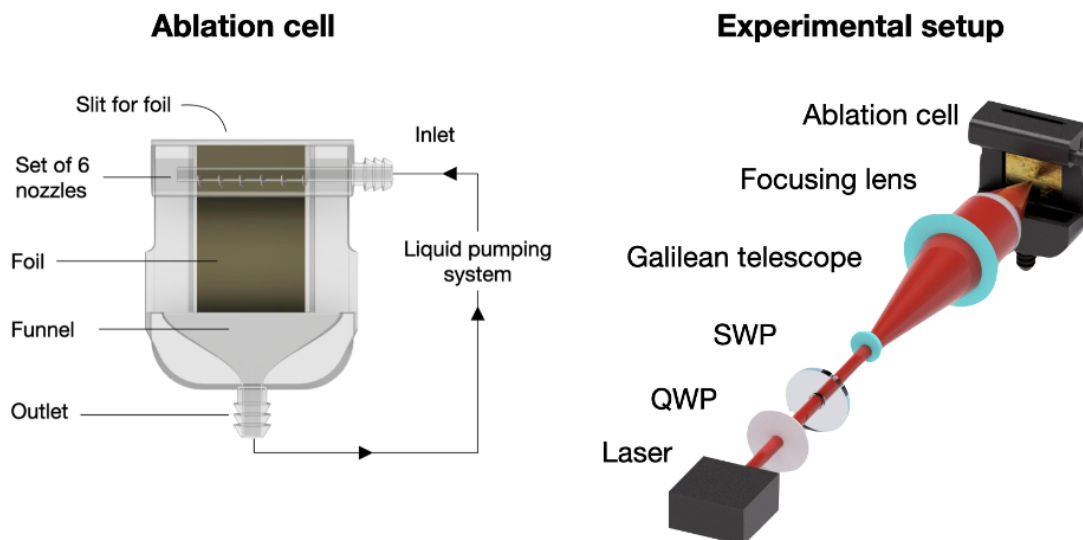 Ablation cell
Slit for foil
Set of 6
nozzles
Foil
Funnel
Outlet
Inlet
Liquid pumping
system
Experimental setup
Ablation cell
Focusing lens
Galilean telescope
SWP
QWP
Laser